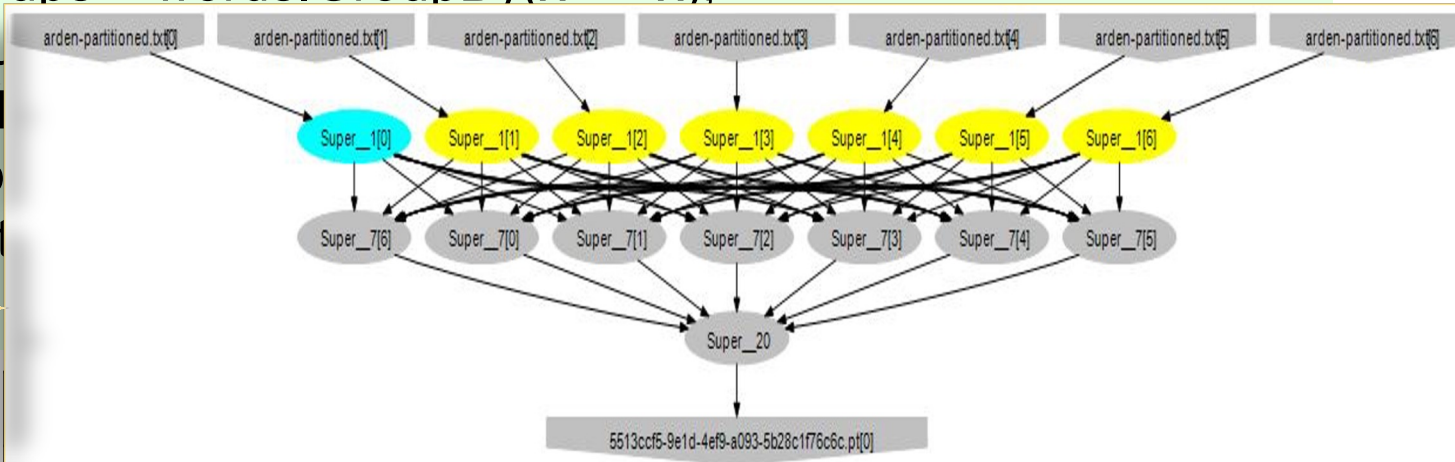 arden-partitioned.txt[0] arden-partitioned.txt[1] arden-partitioned.txt[2] arden-partitioned.txt[3] arden-partitioned.txt[4] arden-partitioned.txt[5] arden-partitioned.txt[6]
Super__1[0] Super__1[1] Super__1[2] Super__1[3] Super__1[4] Super__1[5] Super__1[6]
Super__7[6] Super__7[0] Super__7[1] Super__7[2] Super__7[3] Super__7[4] Super__7[5]
Super__20
5513ccf5-9e1d-4ef9-a093-5b28c1f76c6c.pt[0]